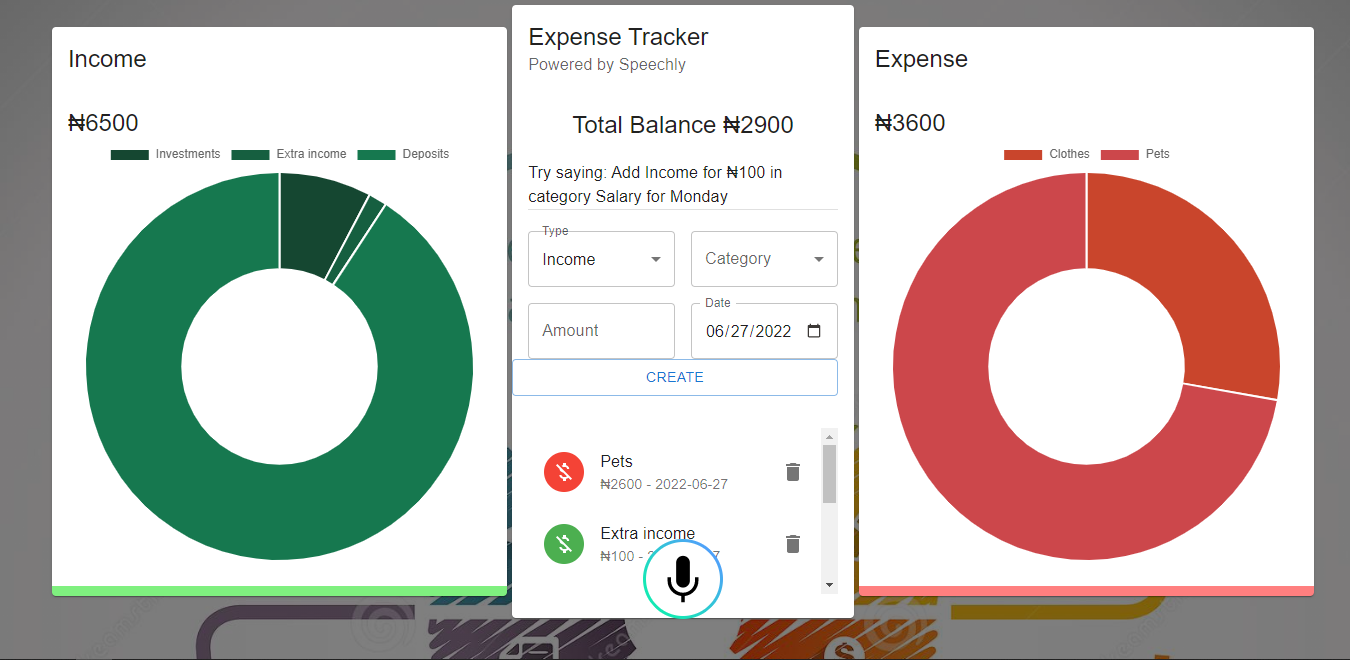 Income
₦6500
Investments Extra income Deposits
Expense Tracker
Powered by Speechly
Total Balance ₦2900
Try saying: Add Income for ₦100 in
category Salary for Monday
Type
Income
Category
Amount
Date
06/27/2022
CREATE
Pets
₦2600 - 2022-06-27
Extra income
₦100 -
Expense
₦3600
Clothes Pets